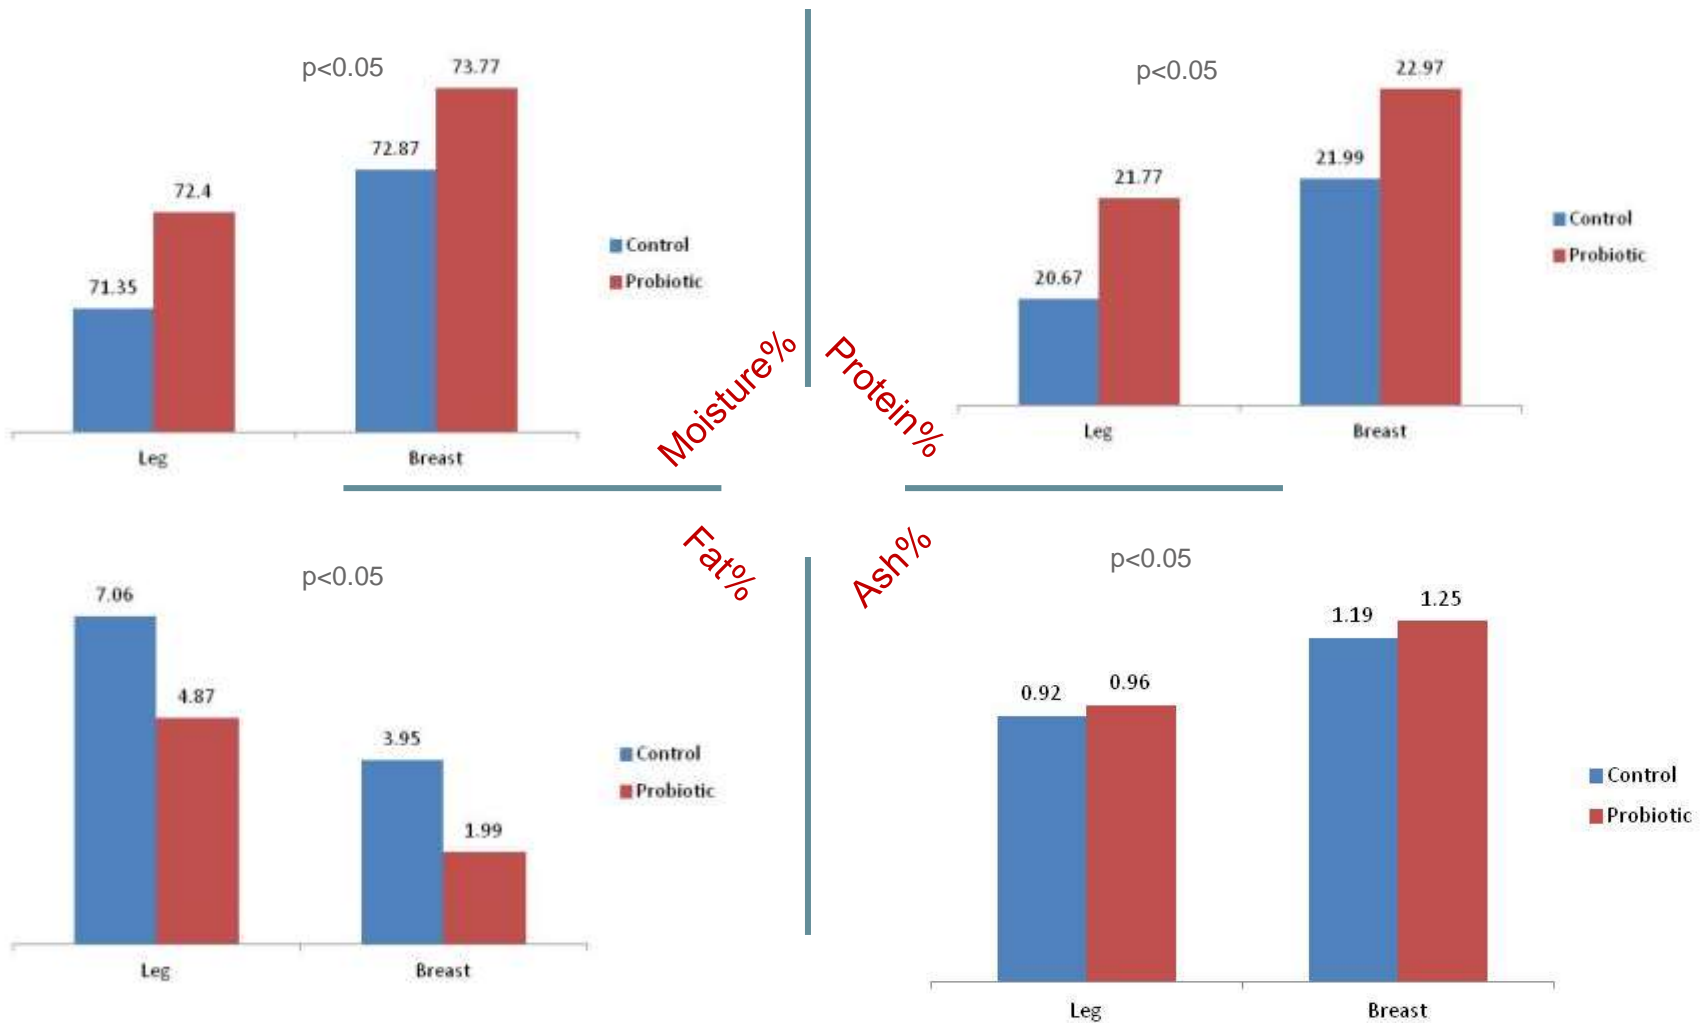 p<0.05
73.77
72.87
72.4
71.35
Control
Probiotic
Leg
Breast
Moisture%
p<0.05
22.97
21.99
21.77
20.67
Control
Probiotic
Leg
Breast
Protein%
Fat%
p<0.05
7.06
4.87
3.95
1.99
Control
Probiotic
Leg
Breast
Ash%
p<0.05
1.25
1.19
0.96
0.92
Control
Probiotic
Leg
Breast